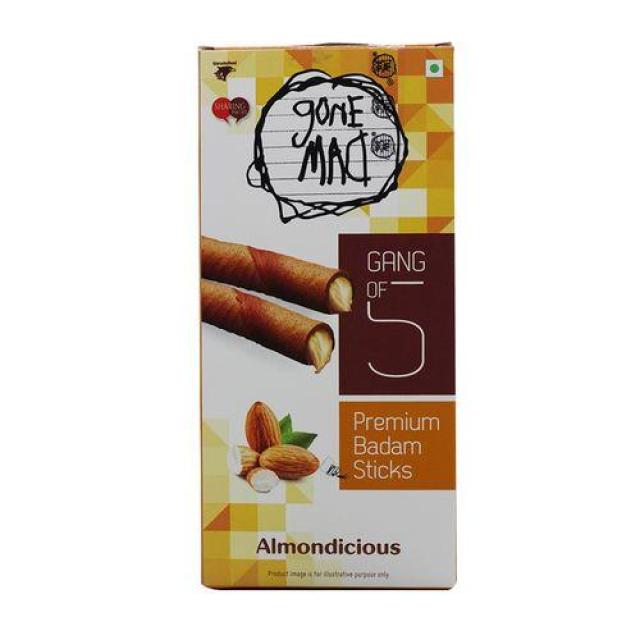 SHARING
gone
MAD
GANG
OF
5
Premium
Badam
Sticks
Almondicious
Product image is for illustrative purpose only